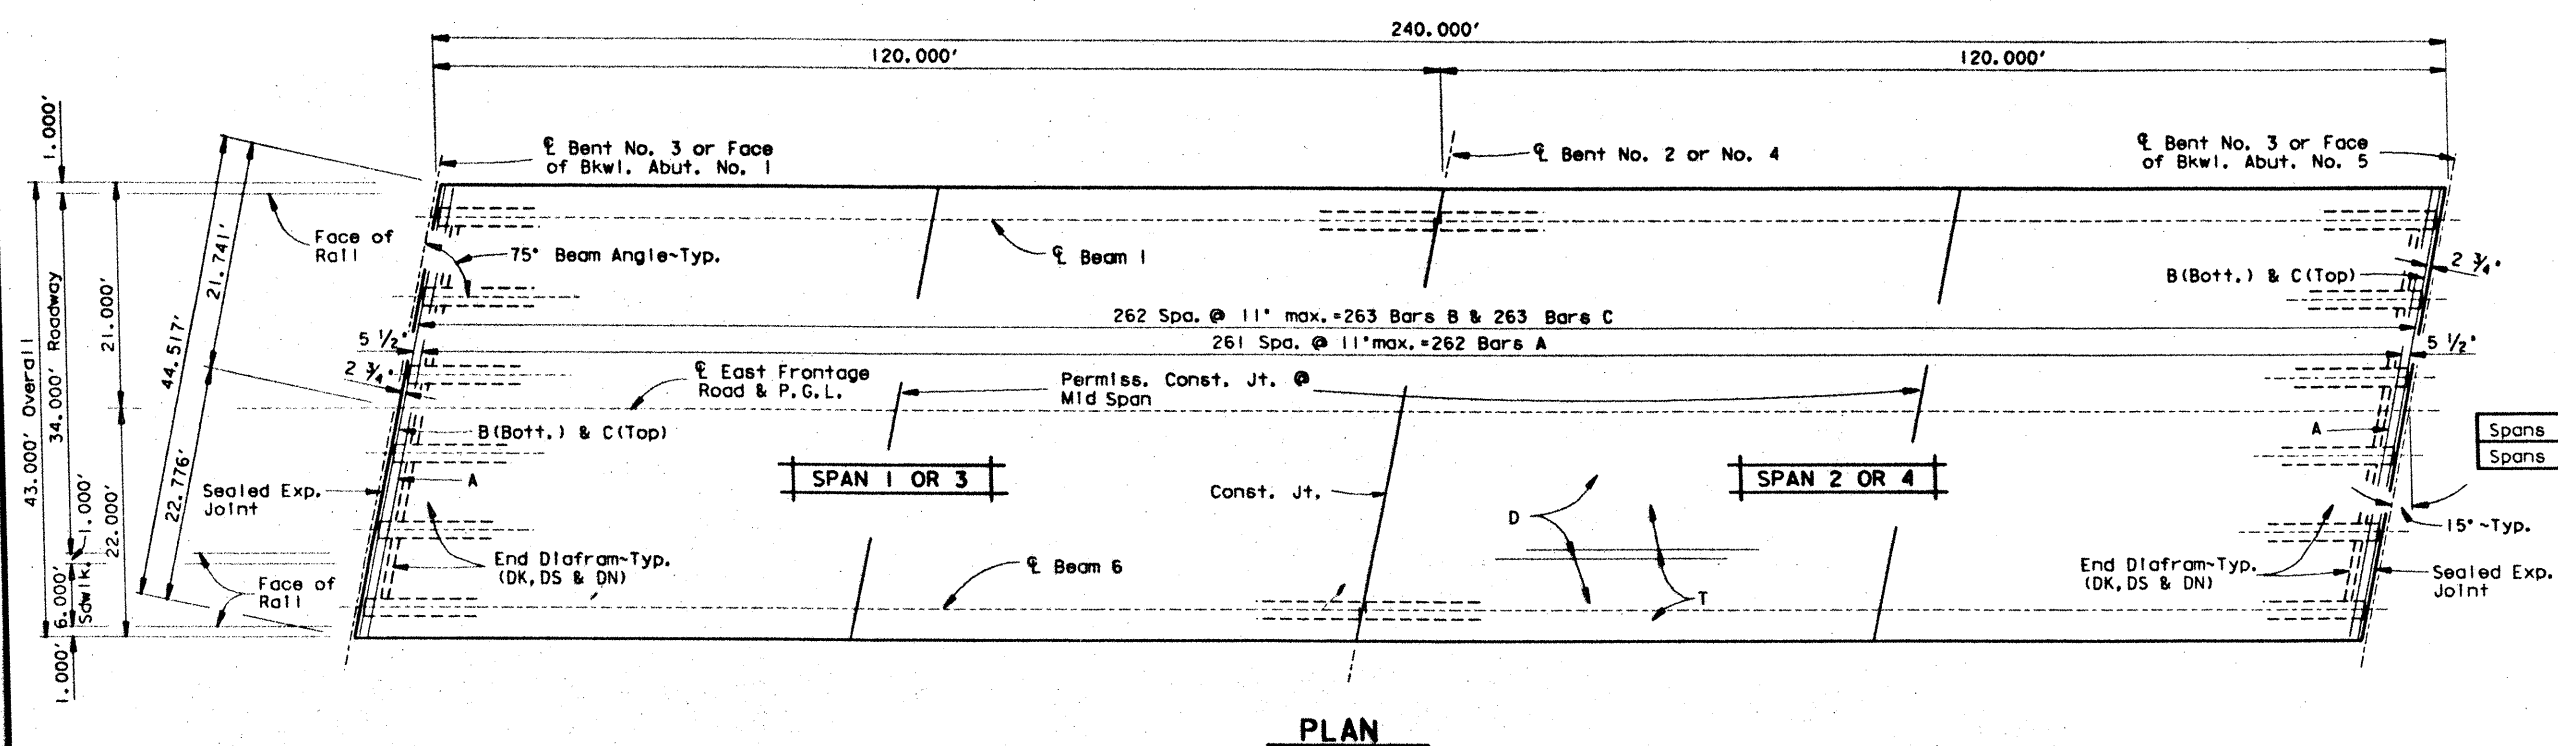 240.000'
120.000'
120.000'
1.000'
℄ Bent No. 3 or Face
of Bkwl. Abut. No. 1
℄ Bent No. 2 or No. 4
℄ Bent No. 3 or Face
of Bkwl. Abut. No. 5
Face of
Rail
75° Beam Angle~Typ.
℄ Beam 1
B(Bott.) & C(Top)
2 ¾"
43.000' Overall
34.000' Roadway
21.000'
44.517'
21.741'
262 Spa. @ 11" max.=263 Bars B & 263 Bars C
261 Spa. @ 11"max.=262 Bars A
5 ½"
2 ¾"
5 ½"
℄ East Frontage
Road & P.G.L.
Permiss. Const. Jt. @
Mid Span
B(Bott.) & C(Top)
A
Spans
Spans
SPAN 1 OR 3
SPAN 2 OR 4
A
Sealed Exp.
Joint
Const. Jt.
D
22.776'
22.000'
1.000'
6.000'
Sdwlk.
15°~Typ.
End Diafram~Typ.
(DK,DS & DN)
Face of
Rail
℄ Beam 6
T
End Diafram~Typ.
(DK,DS & DN)
Sealed Exp.
Joint
1.000'
PLAN